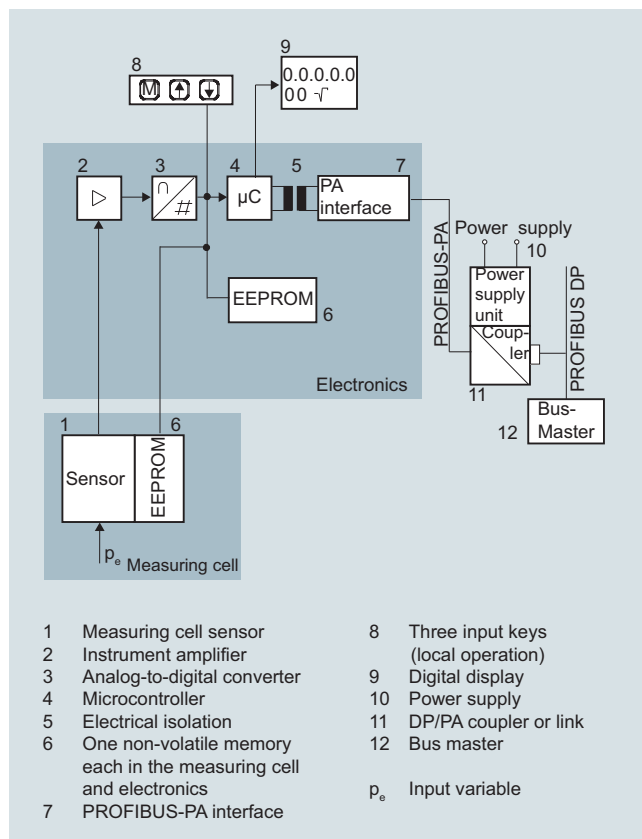 9
8
0.0.0.0.0
00 √
M
2
3
4
5
7
µC
PA
interface
Power supply
10
EEPROM
6
PROFIBUS-PA
Power
supply
unit
Coup-
ler
PROFIBUS DP
11
Electronics
12
Bus-
Master
1
6
Sensor
EEPROM
pe
Measuring cell
1 Measuring cell sensor
2 Instrument amplifier
3 Analog-to-digital converter
4 Microcontroller
5 Electrical isolation
6 One non-volatile memory
each in the measuring cell
and electronics
7 PROFIBUS-PA interface
8 Three input keys
(local operation)
9 Digital display
10 Power supply
11 DP/PA coupler or link
12 Bus master
pe Input variable